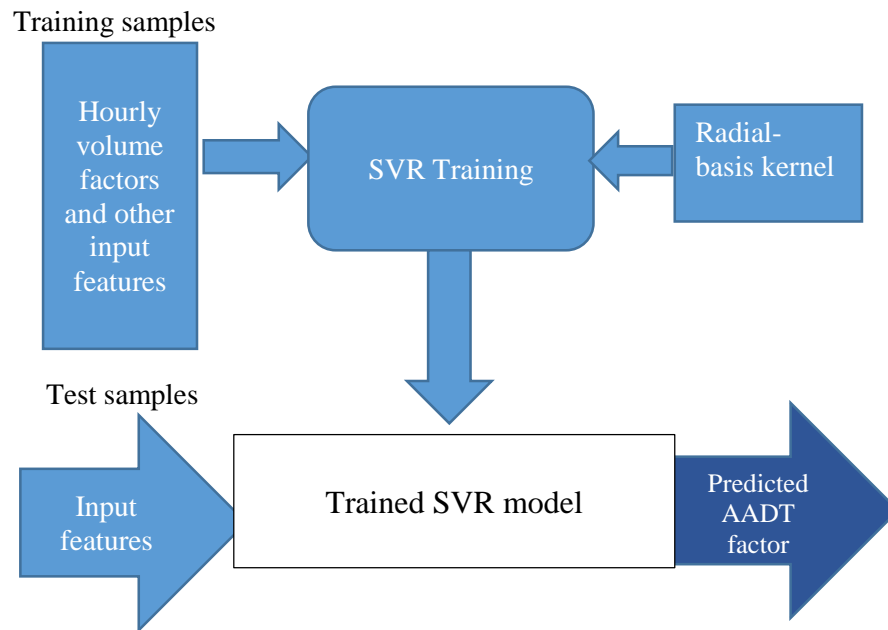 Training samples
Hourly
volume
factors
and other
input
features
SVR Training
Radial-
basis kernel
Test samples
Input
features
Trained SVR model
Predicted
AADT
factor